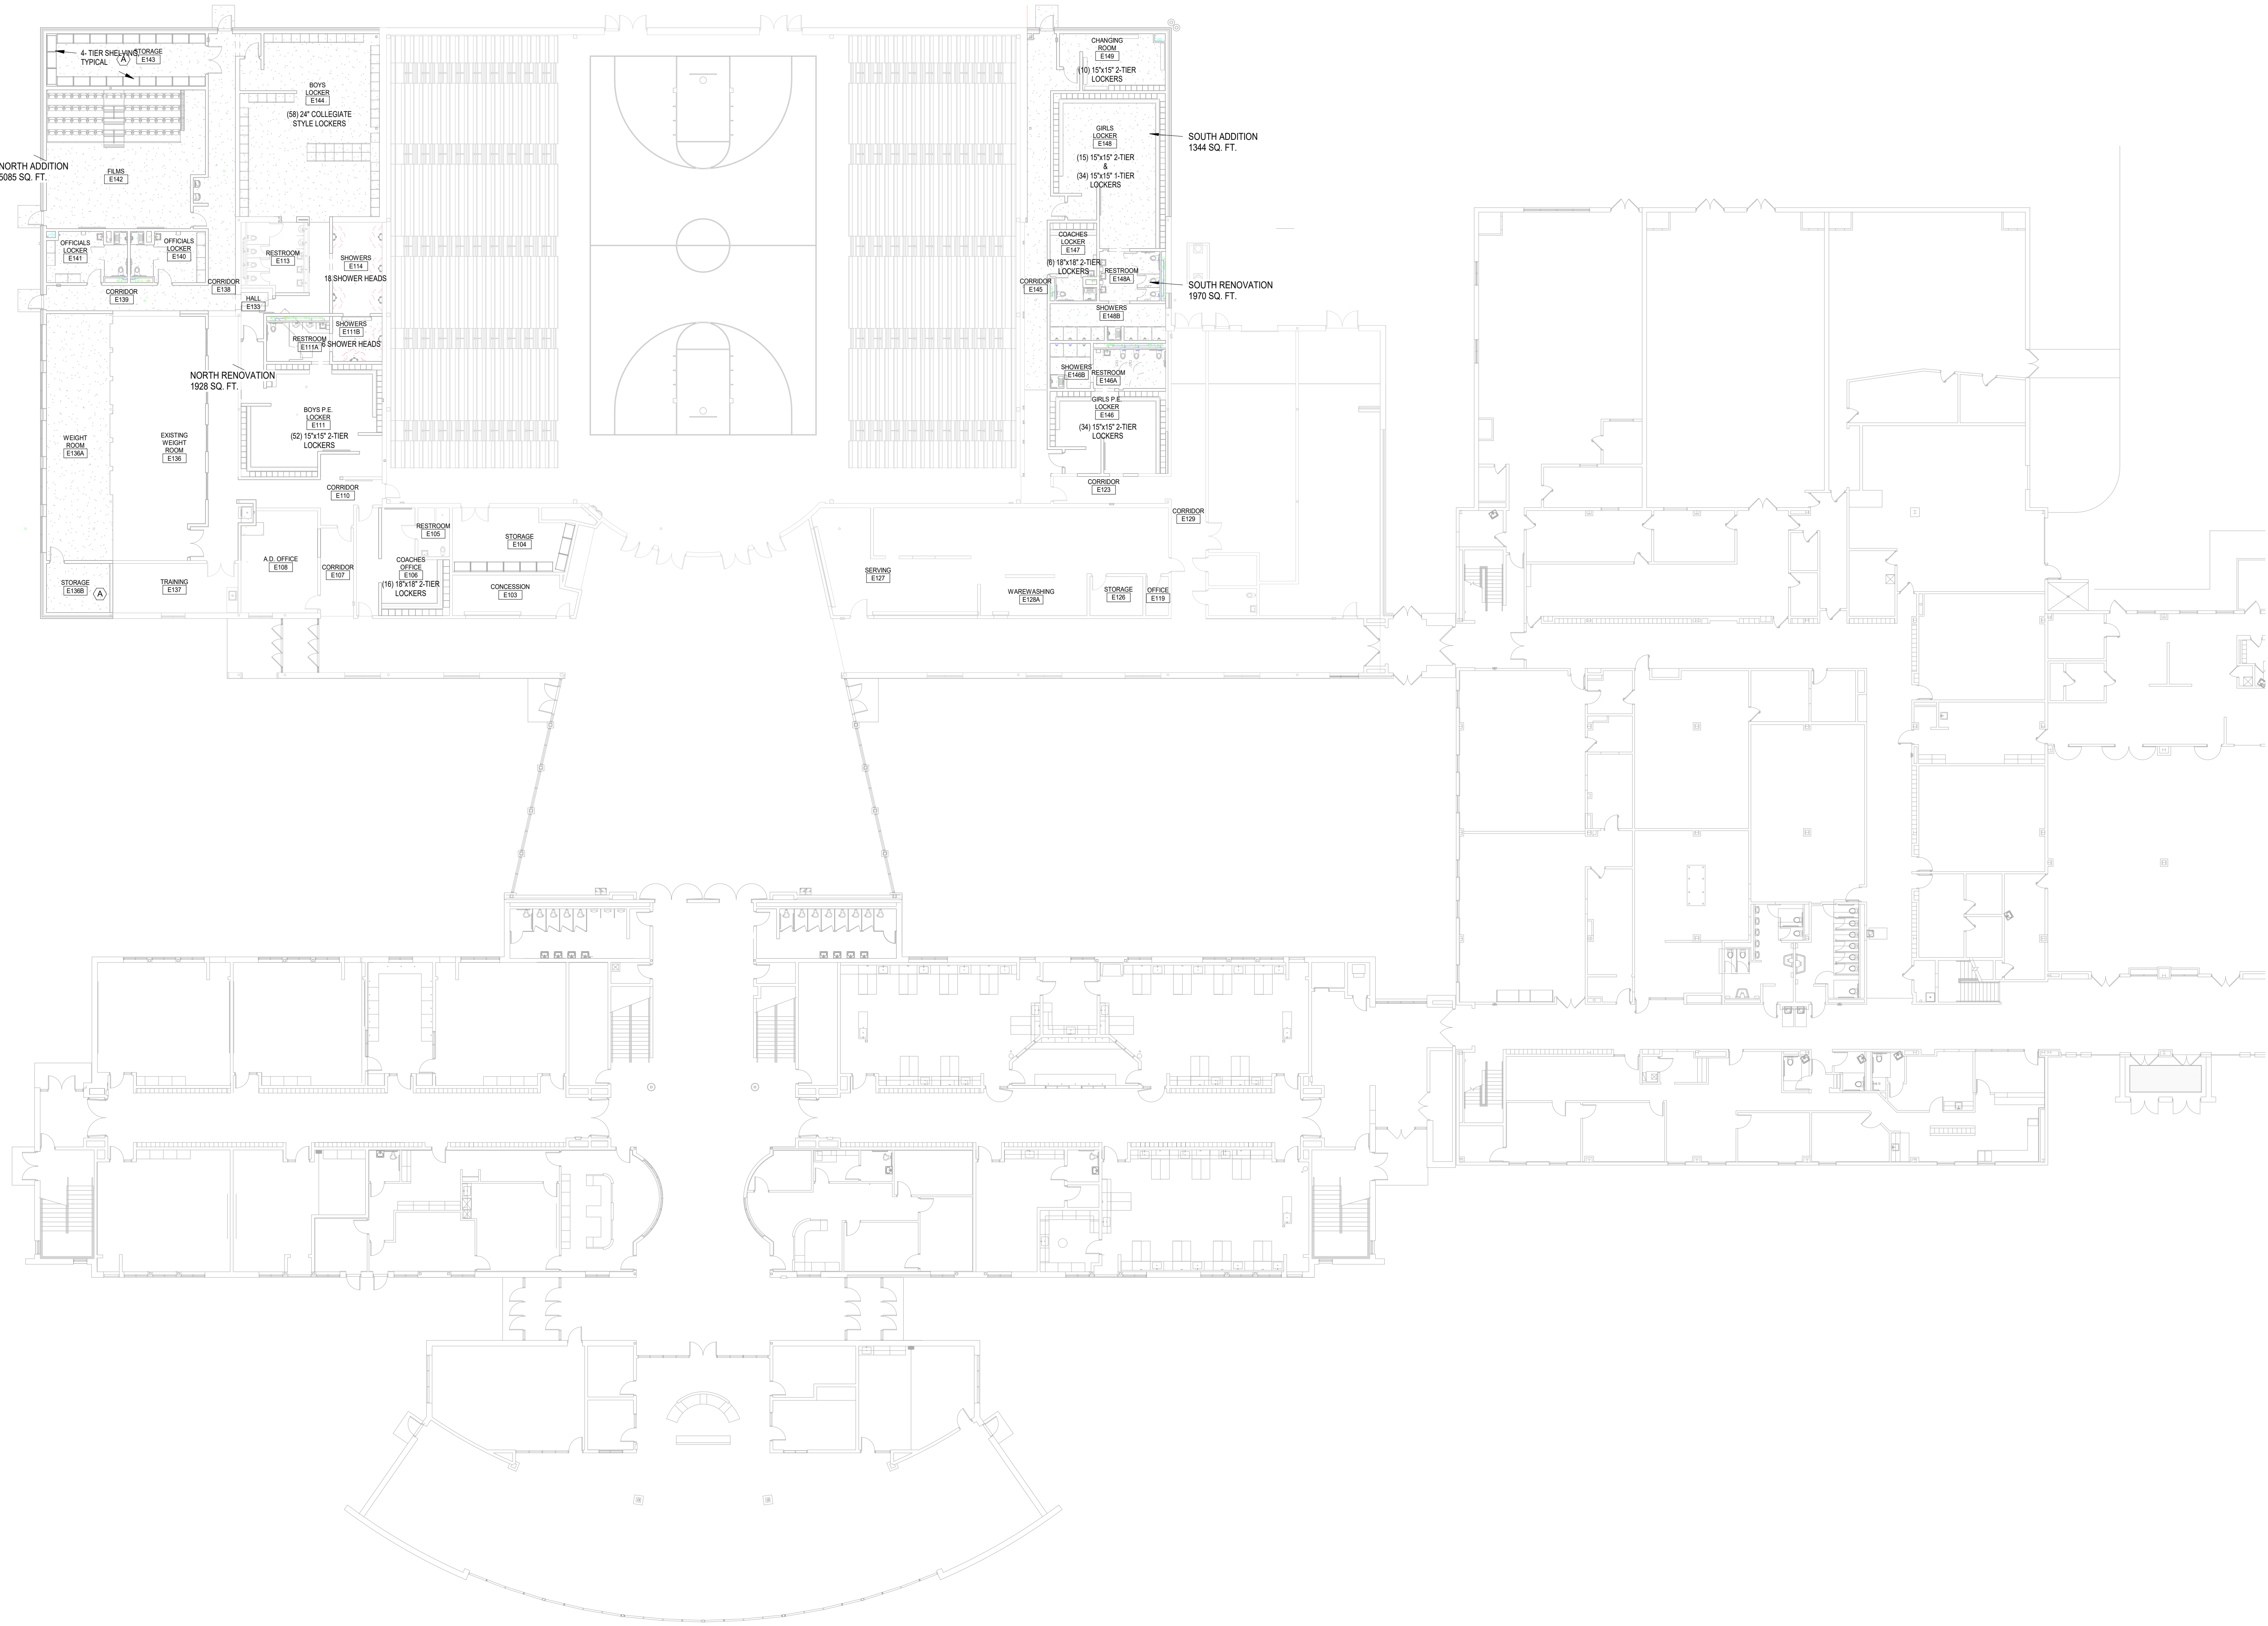 4- TIER SHELVING,
TYPICAL
STORAGE
E143
A
BOYS
LOCKER
E144
(58) 24" COLLEGIATE
STYLE LOCKERS
NORTH ADDITION
5085 SQ. FT.
FILMS
E142
OFFICIALS
LOCKER
E141
OFFICIALS
LOCKER
E140
CORRIDOR
E139
CORRIDOR
E138
RESTROOM
E113
SHOWERS
E114
18 SHOWER HEADS
HALL
E133
SHOWERS
E111B
6 SHOWER HEADS
RESTROOM
E111A
NORTH RENOVATION
1928 SQ. FT.
BOYS P.E.
LOCKER
E111
(52) 15"x15" 2-TIER
LOCKERS
WEIGHT
ROOM
E136A
EXISTING
WEIGHT
ROOM
E136
CORRIDOR
E110
A.D. OFFICE
E108
CORRIDOR
E107
RESTROOM
E105
COACHES
OFFICE
E106
(16) 18"x18" 2-TIER
LOCKERS
STORAGE
E104
CONCESSION
E103
STORAGE
E136B
A
TRAINING
E137
CHANGING
ROOM
E149
(10) 15"x15" 2-TIER
LOCKERS
GIRLS
LOCKER
E148
(15) 15"x15" 2-TIER
&
(34) 15"x15" 1-TIER
LOCKERS
SOUTH ADDITION
1344 SQ. FT.
COACHES
LOCKER
E147
(6) 18"x18" 2-TIER
LOCKERS
RESTROOM
E148A
CORRIDOR
E145
SOUTH RENOVATION
1970 SQ. FT.
SHOWERS
E148B
SHOWERS
E146B
RESTROOM
E146A
GIRLS P.E.
LOCKER
E146
(34) 15"x15" 2-TIER
LOCKERS
CORRIDOR
E123
CORRIDOR
E129
SERVING
E127
WAREWASHING
E128A
STORAGE
E126
OFFICE
E119